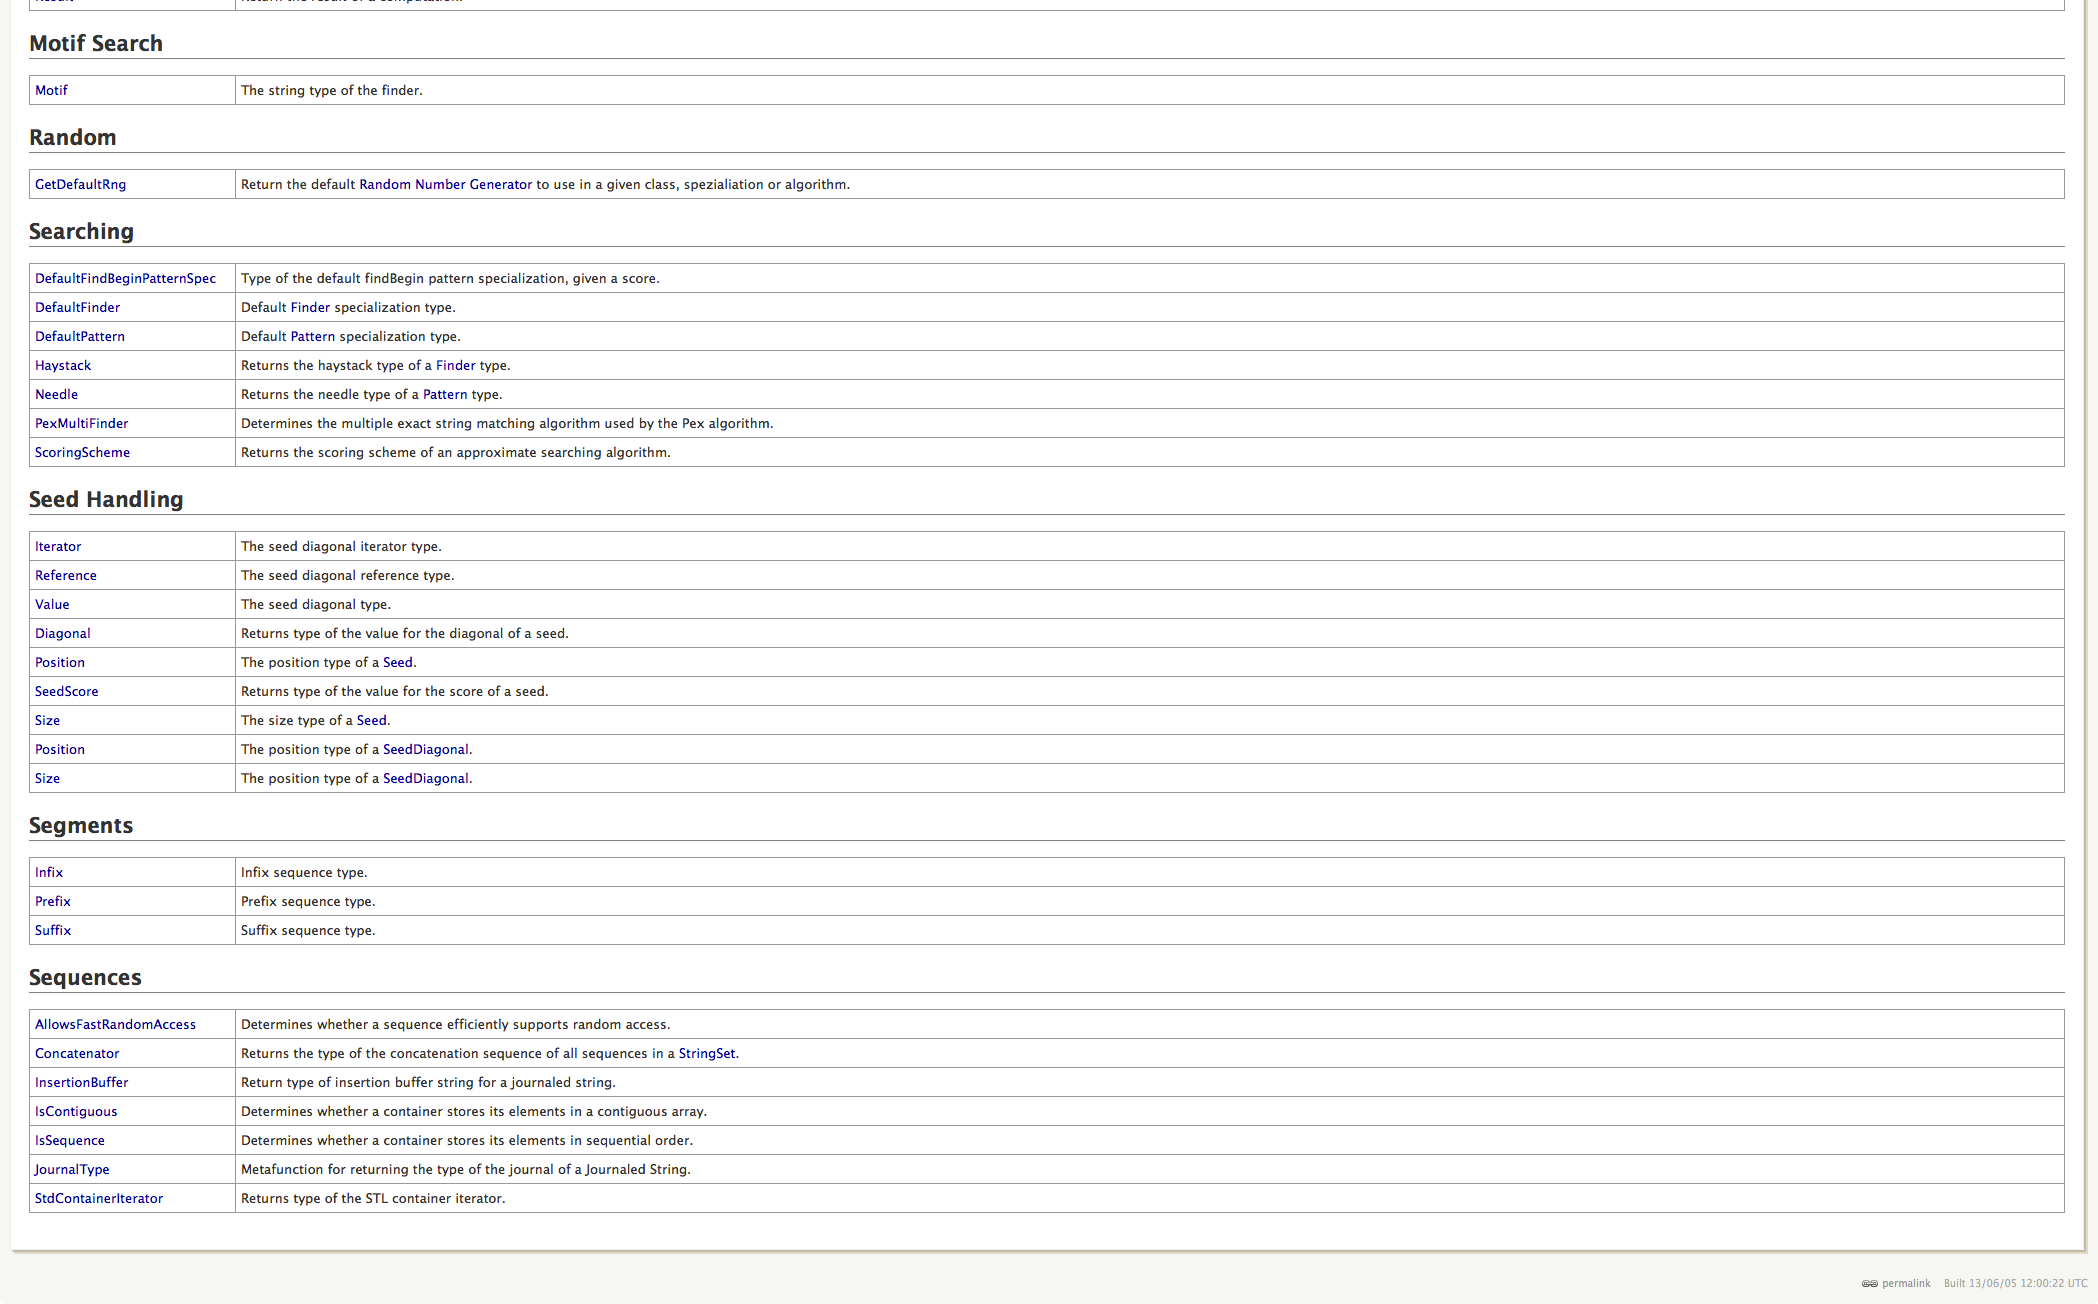 Result Return the result of a computation.
Motif Search
Motif The string type of the finder.
Random
GetDefaultRng Return the default Random Number Generator to use in a given class, spezialiation or algorithm.
Searching
DefaultFindBeginPatternSpec Type of the default findBegin pattern specialization, given a score.
DefaultFinder Default Finder specialization type.
DefaultPattern Default Pattern specialization type.
Haystack Returns the haystack type of a Finder type.
Needle Returns the needle type of a Pattern type.
PexMultiFinder Determines the multiple exact string matching algorithm used by the Pex algorithm.
ScoringScheme Returns the scoring scheme of an approximate searching algorithm.
Seed Handling
Iterator The seed diagonal iterator type.
Reference The seed diagonal reference type.
Value The seed diagonal type.
Diagonal Returns type of the value for the diagonal of a seed.
Position The position type of a Seed.
SeedScore Returns type of the value for the score of a seed.
Size The size type of a Seed.
Position The position type of a SeedDiagonal.
Size The position type of a SeedDiagonal.
Segments
Infix Infix sequence type.
Prefix Prefix sequence type.
Suffix Suffix sequence type.
Sequences
AllowsFastRandomAccess Determines whether a sequence efficiently supports random access.
Concatenator Returns the type of the concatenation sequence of all sequences in a StringSet.
InsertionBuffer Return type of insertion buffer string for a journaled string.
IsContiguous Determines whether a container stores its elements in a contiguous array.
IsSequence Determines whether a container stores its elements in sequential order.
JournalType Metafunction for returning the type of the journal of a Journaled String.
StdContainerIterator Returns type of the STL container iterator.
permalink Built 13/06/05 12:00:22 UTC